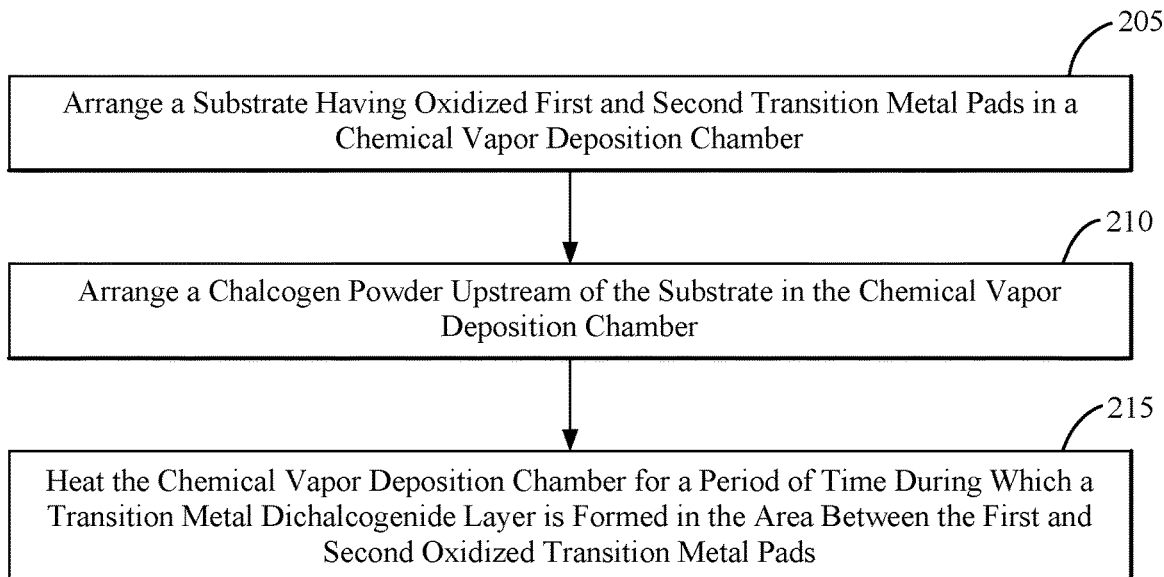 205
Arrange a Substrate Having Oxidized First and Second Transition Metal Pads in a
Chemical Vapor Deposition Chamber
210
Arrange a Chalcogen Powder Upstream of the Substrate in the Chemical Vapor
Deposition Chamber
215
Heat the Chemical Vapor Deposition Chamber for a Period of Time During Which a
Transition Metal Dichalcogenide Layer is Formed in the Area Between the First and
Second Oxidized Transition Metal Pads